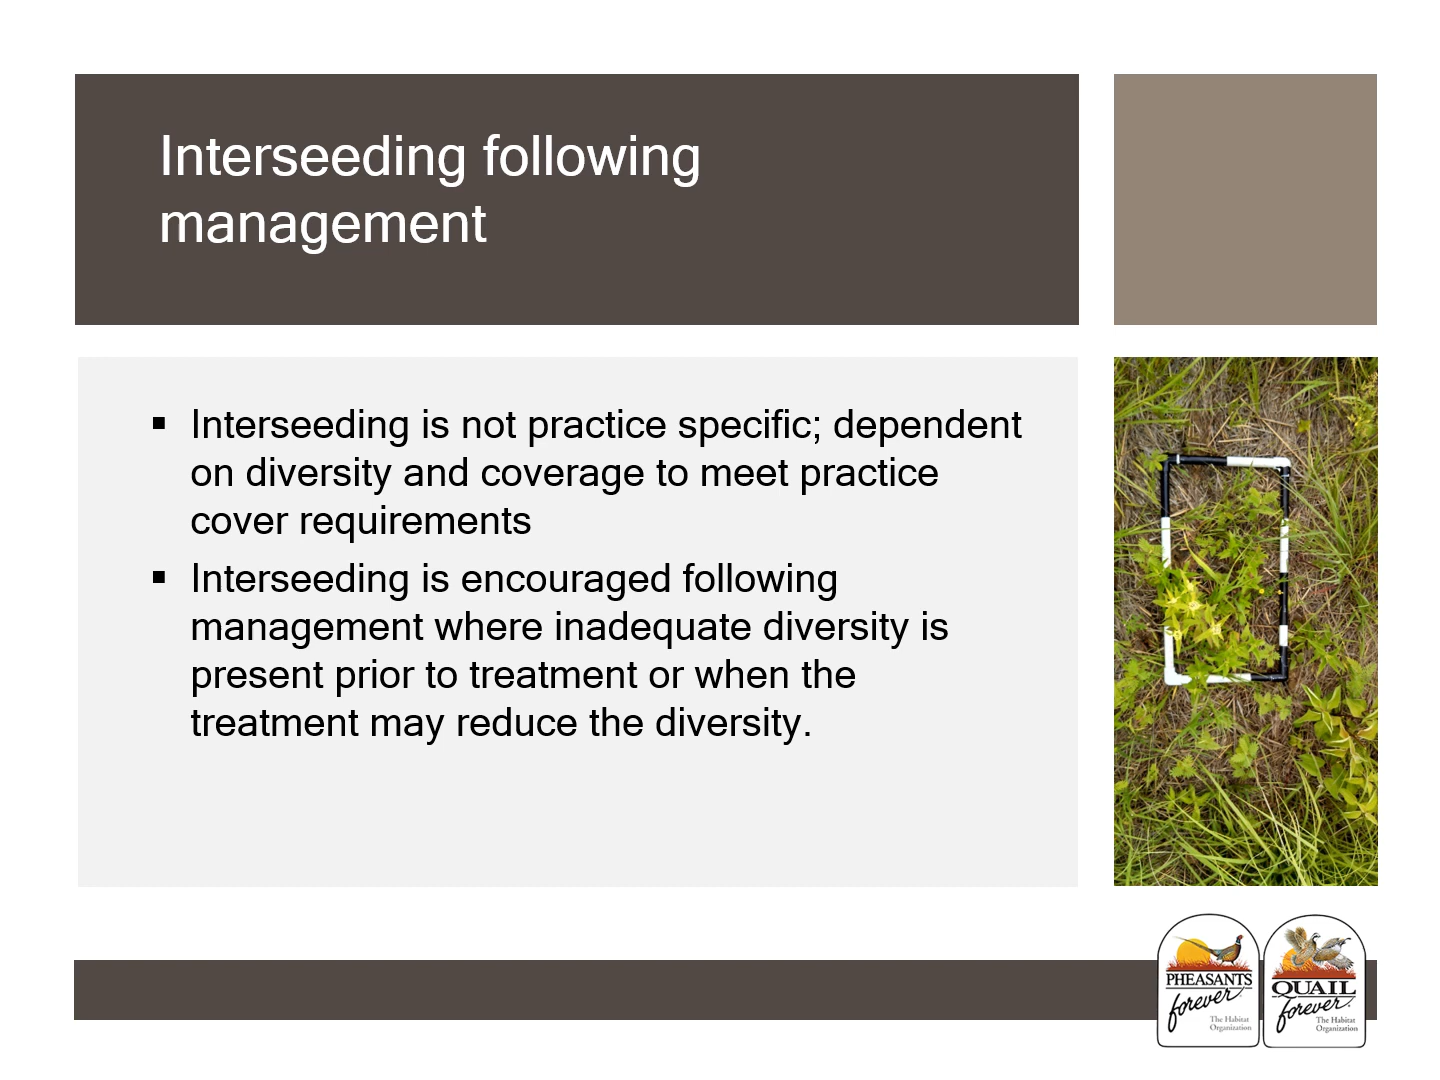 Interseeding following
management
▪ Interseeding is not practice specific; dependent
on diversity and coverage to meet practice
cover requirements
▪ Interseeding is encouraged following
management where inadequate diversity is
present prior to treatment or when the
treatment may reduce the diversity.
PHEASANTS
forever
The Habitat
Organization
QUAIL
forever
The Habitat
Organization